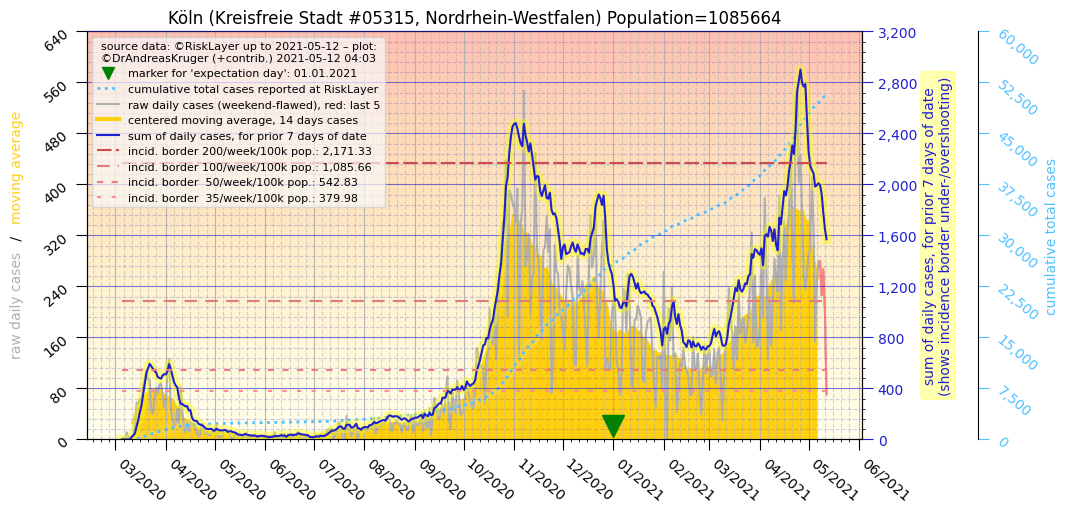 Köln (Kreisfreie Stadt #05315, Nordrhein-Westfalen) Population=1085664
source data: ©RiskLayer up to 2021-05-12 – plot:
©DrAndreasKruger (+contrib.) 2021-05-12 04:03
marker for 'expectation day': 01.01.2021
cumulative total cases reported at RiskLayer
raw daily cases (weekend-flawed), red: last 5
centered moving average, 14 days cases
sum of daily cases, for prior 7 days of date
incid. border 200/week/100k pop.: 2,171.33
incid. border 100/week/100k pop.: 1,085.66
incid. border  50/week/100k pop.: 542.83
incid. border  35/week/100k pop.: 379.98
raw daily cases / moving average
640
560
480
400
320
240
160
80
0
3,200
2,800
2,400
2,000
1,600
1,200
800
400
0
sum of daily cases, for prior 7 days of date
(shows incidence border under-/overshooting)
60,000
52,500
45,000
37,500
30,000
22,500
15,000
7,500
0
cumulative total cases
03/2020
04/2020
05/2020
06/2020
07/2020
08/2020
09/2020
10/2020
11/2020
12/2020
01/2021
02/2021
03/2021
04/2021
05/2021
06/2021